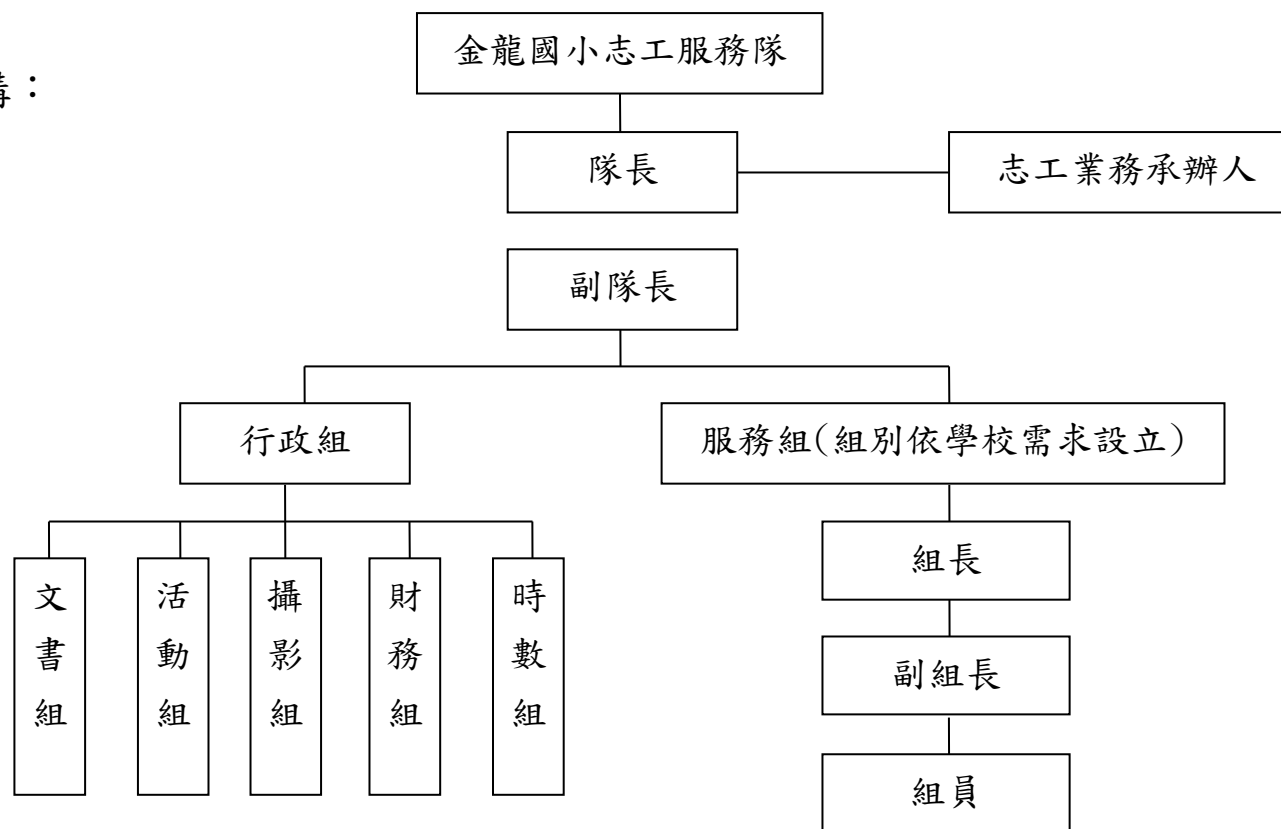 金龍國小志工服務隊
構：
隊長
志工業務承辦人
副隊長
行政組
服務組(組別依學校需求設立)
文書組
活動組
攝影組
財務組
時數組
組長
副組長
組員